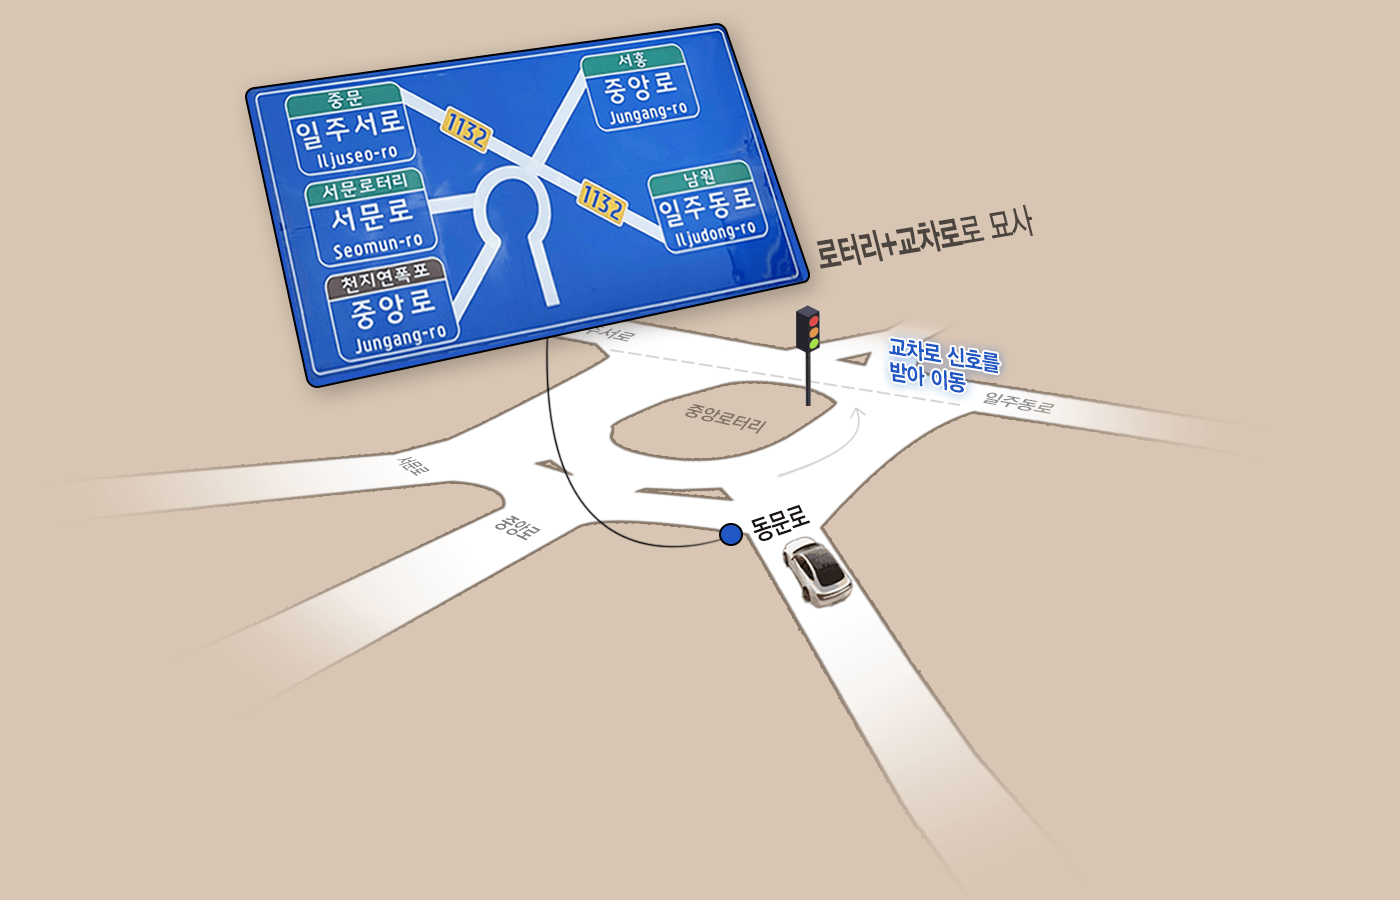 중문
일주서로
Iljuseo-ro
1132
서홍
중앙로
Jungang-ro
서문로터리
서문로
Seomun-ro
1132
남원
일주동로
Iljudong-ro
천지연폭포
중앙로
Jungang-ro
로터리+교차로로 묘사
주서로
교차로 신호를
받아 이동
일주동로
중앙로터리
서문로
중앙로
동문로